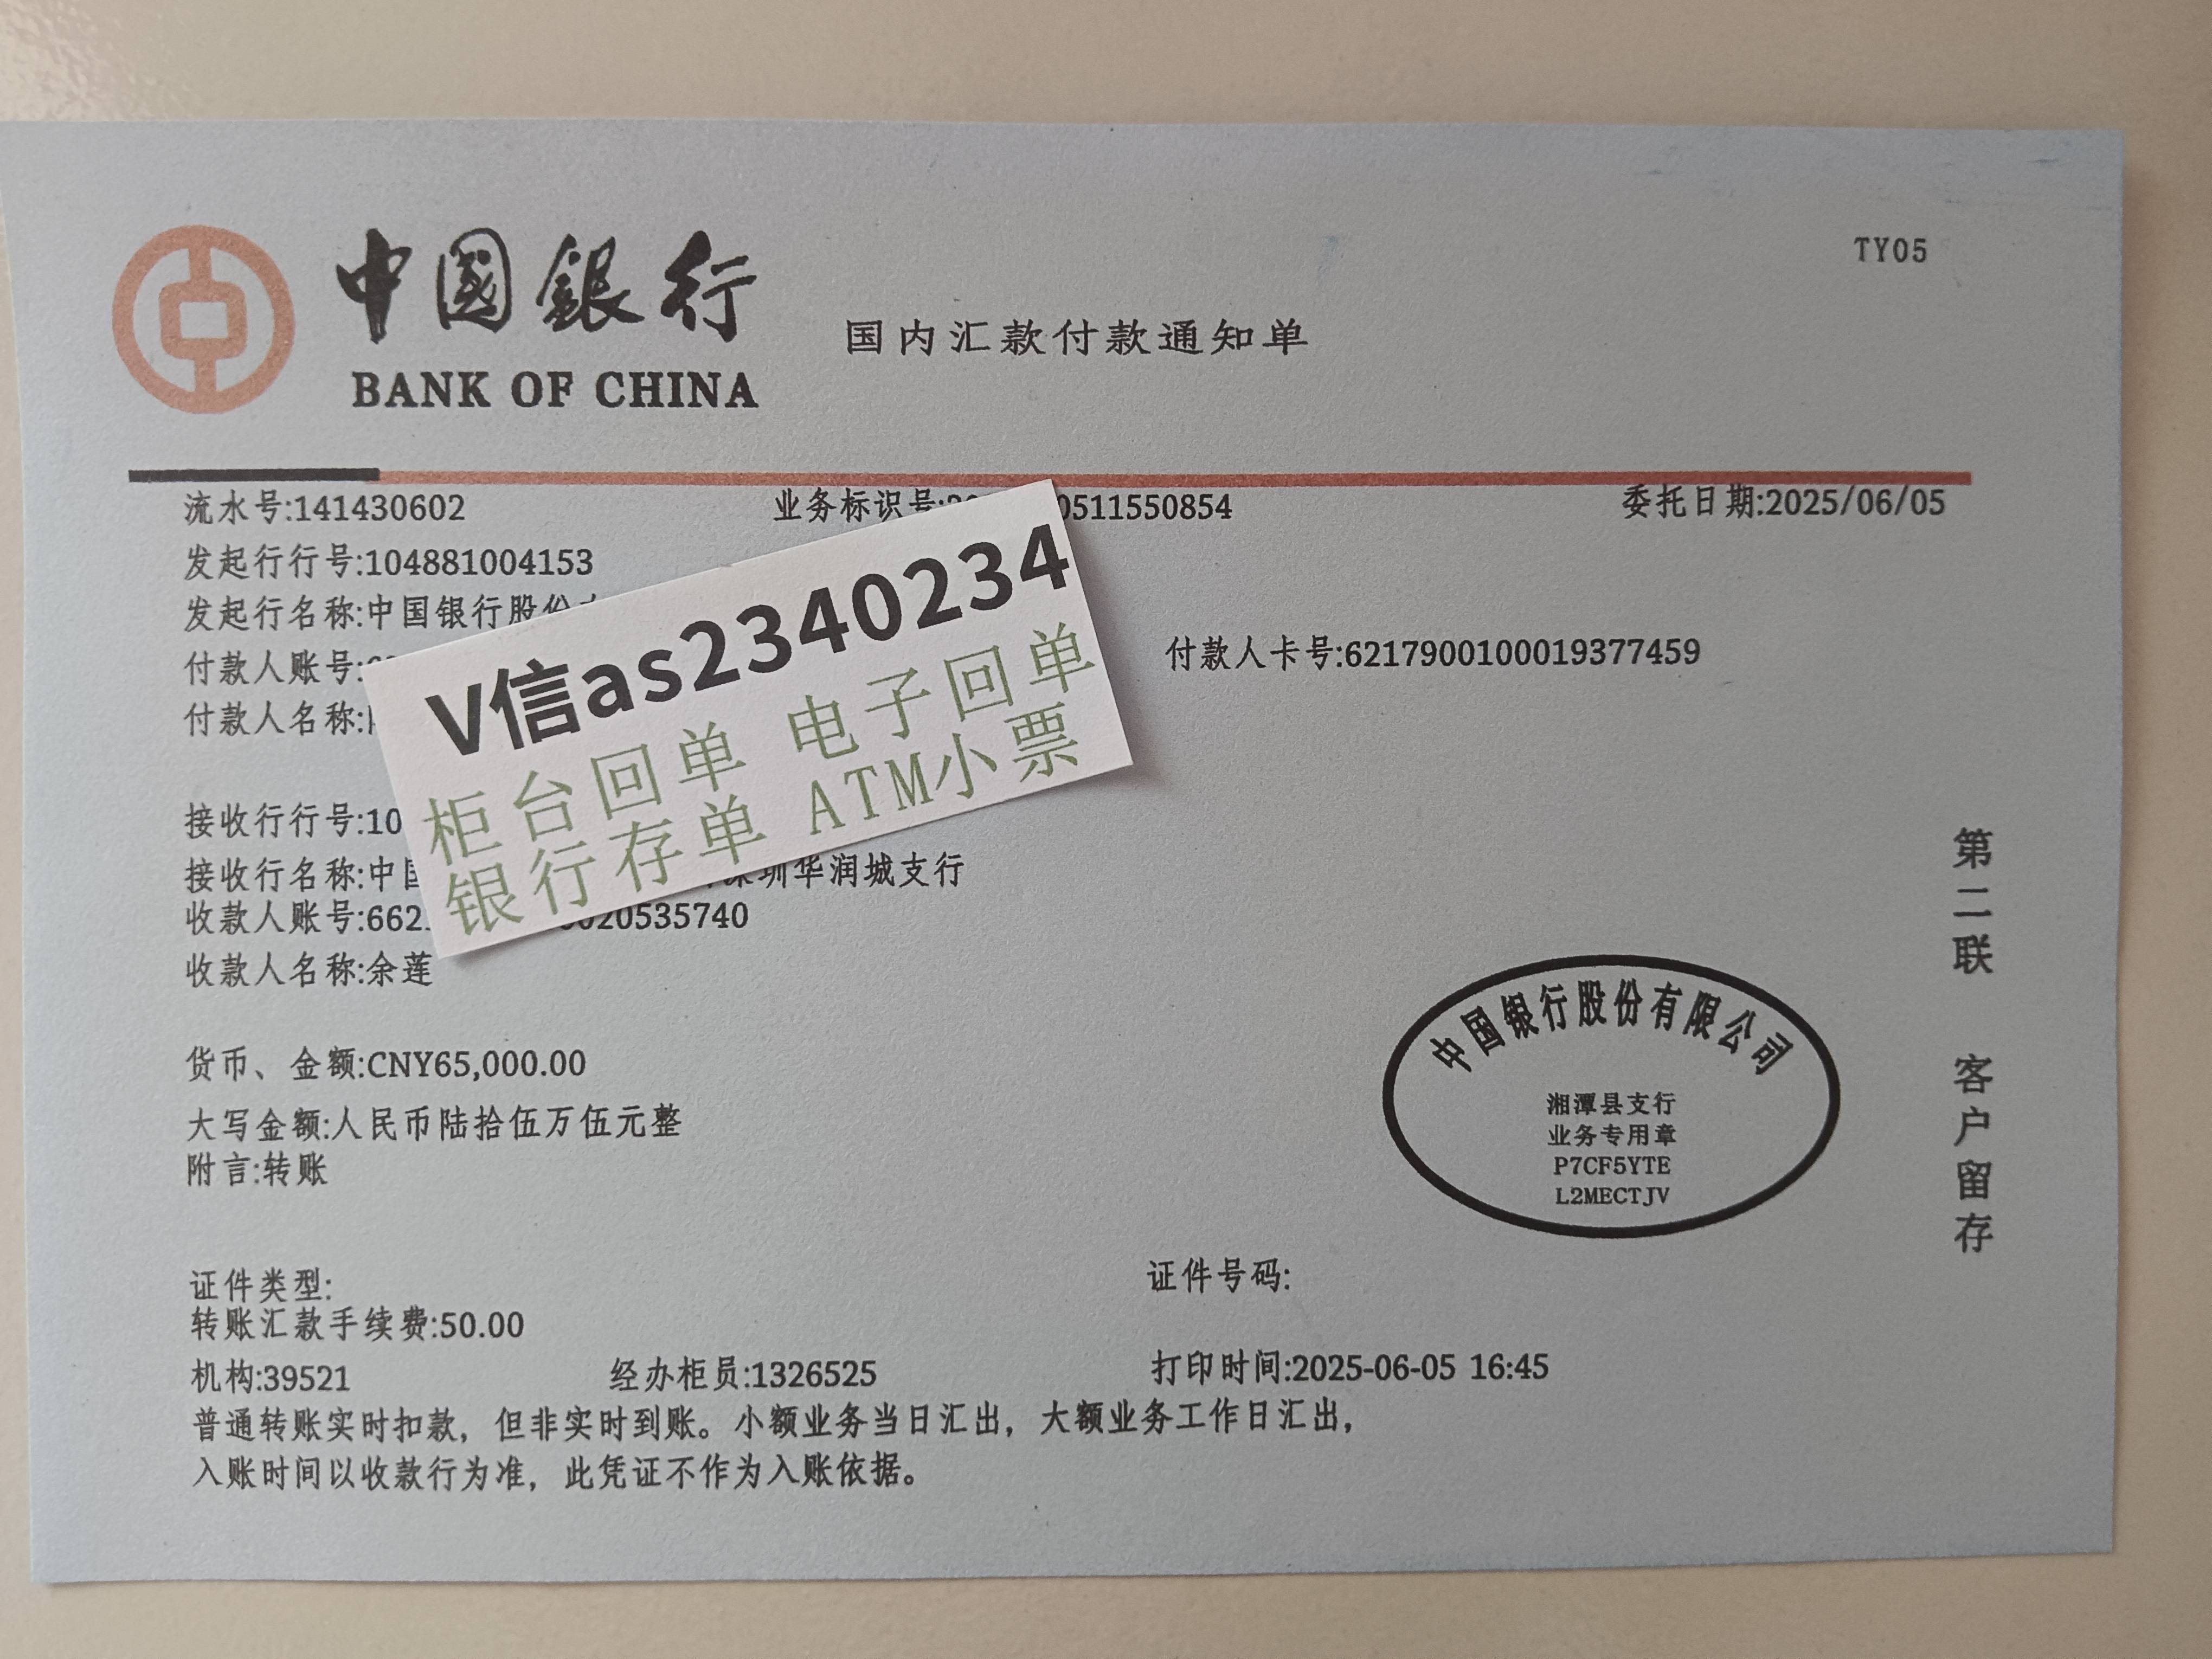 TY05
中國銀行
BANK OF CHINA
国内汇款付款通知单
流水号:141430602 业务标识号: 0511550854 委托日期:2025/06/05
发起行行号:104881004153
发起行名称:中国银行股份
付款人账号: 付款人卡号:6217900100019377459
付款人名称:
V信as2340234
柜台回单 电子回单
银行存单 ATM小票
接收行行号:10
接收行名称:中国 深圳华润城支行
收款人账号:662 0020535740
收款人名称:余莲
货币、金额:CNY65,000.00
大写金额:人民币陆拾伍万伍元整
附言:转账
中国银行股份有限公司
湘潭县支行
业务专用章
P7CF5YTE
L2MECTJV
第二联 客户留存
证件类型: 证件号码:
转账汇款手续费:50.00
机构:39521 经办柜员:1326525 打印时间:2025-06-05 16:45
普通转账实时扣款，但非实时到账。小额业务当日汇出，大额业务工作日汇出，
入账时间以收款行为准，此凭证不作为入账依据。